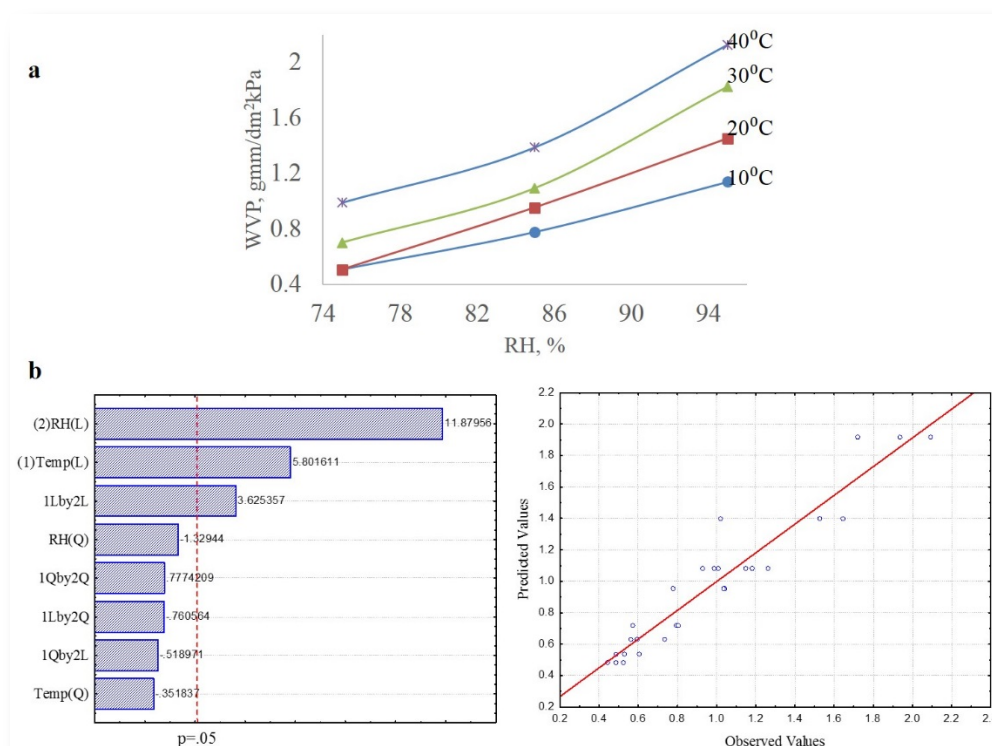 a
WVP, gmm/dm²kPa
2
1.6
1.2
0.8
0.4
40⁰C
30⁰C
20⁰C
10⁰C
74 78 82 86 90 94
RH, %
b
(2)RH(L) 11.87956
(1)Temp(L) 5.801611
1Lby2L 3.625357
RH(Q) -1.32944
1Qby2Q .7774209
1Lby2Q -.760564
1Qby2L -.518971
Temp(Q) -.351837
p=.05
Predicted Values
2.2
2.0
1.8
1.6
1.4
1.2
1.0
0.8
0.6
0.4
0.2
0.2 0.4 0.6 0.8 1.0 1.2 1.4 1.6 1.8 2.0 2.2 2.
Observed Values